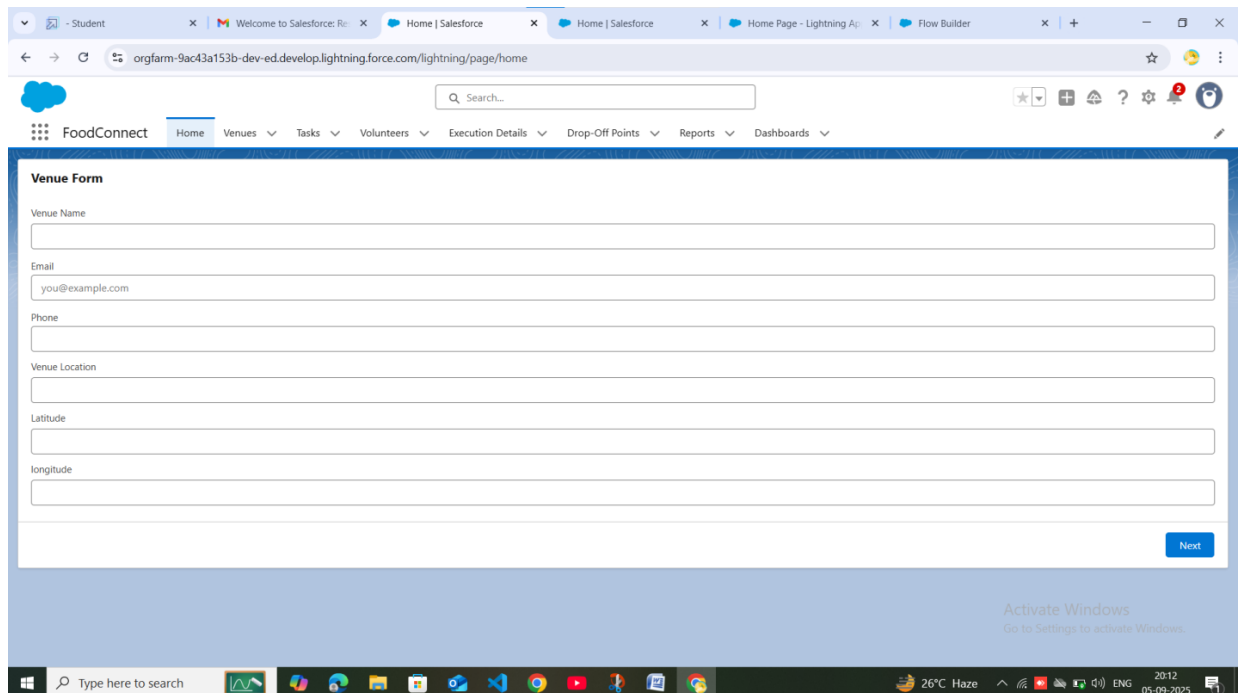 - Student
Welcome to Salesforce: Re
Home | Salesforce
Home | Salesforce
Home Page - Lightning Ap
Flow Builder
orgfarm-9ac43a153b-dev-ed.develop.lightning.force.com/lightning/page/home
Search...
2
FoodConnect Home Venues Tasks Volunteers Execution Details Drop-Off Points Reports Dashboards
Venue Form
Venue Name
Email
you@example.com
Phone
Venue Location
Latitude
longitude
Next
Activate Windows
Go to Settings to activate Windows.
Type here to search
26°C Haze
ENG
20:12
05-09-2025